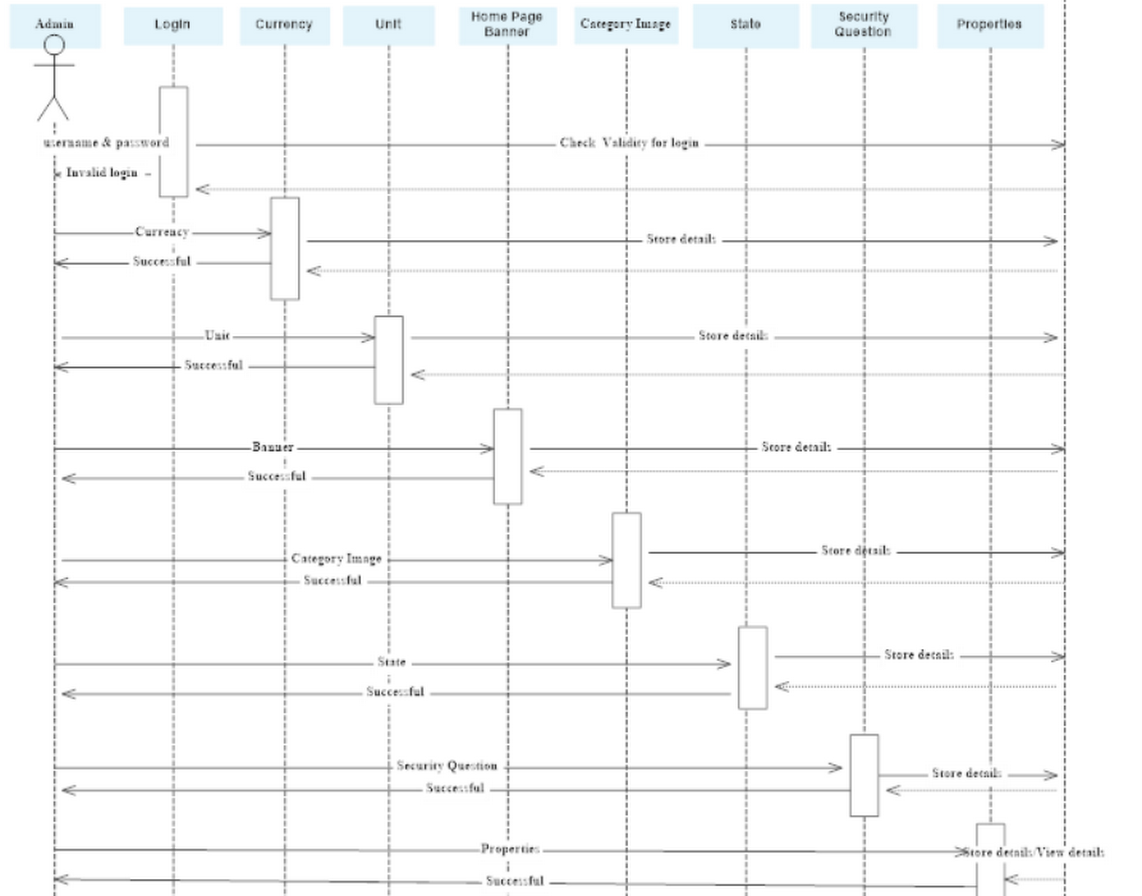 Admin
Login
Currency
Unit
Home Page
Banner
Category Image
State
Security
Question
Properties
username & password
Check Validity for login
Invalid login
Currency
Store details
Successful
Unit
Store details
Successful
Banner
Store details
Successful
Category Image
Store details
Successful
State
Store details
Successful
Security Question
Store details
Successful
Properties
Store details/View details
Successful